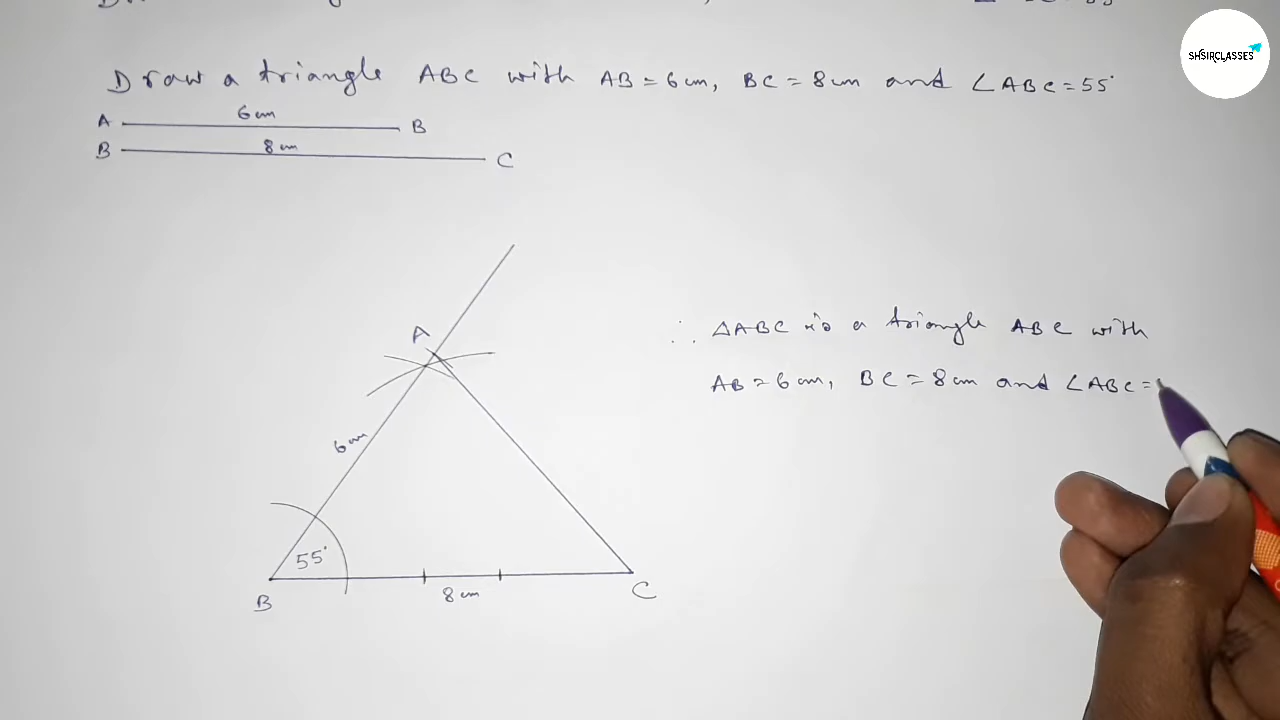 SHSIRCLASSES
Draw a triangle ABC with AB = 6cm, BC = 8cm and ∠ABC = 55°
A 6cm B
B 8cm C
A
∴ △ABC is a triangle ABC with
AB = 6cm, BC = 8cm and ∠ABC =
6cm
55°
B 8cm C